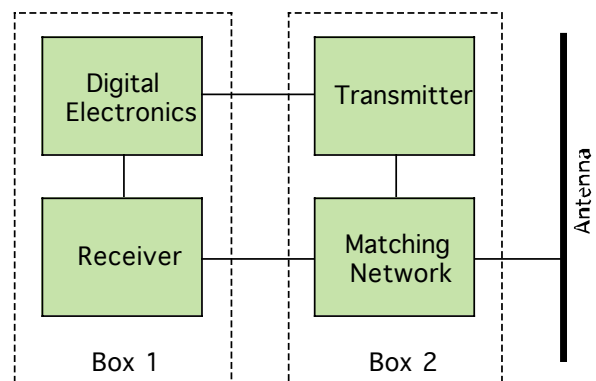 Digital
Electronics
Transmitter
Receiver
Matching
Network
Antenna
Box 1
Box 2